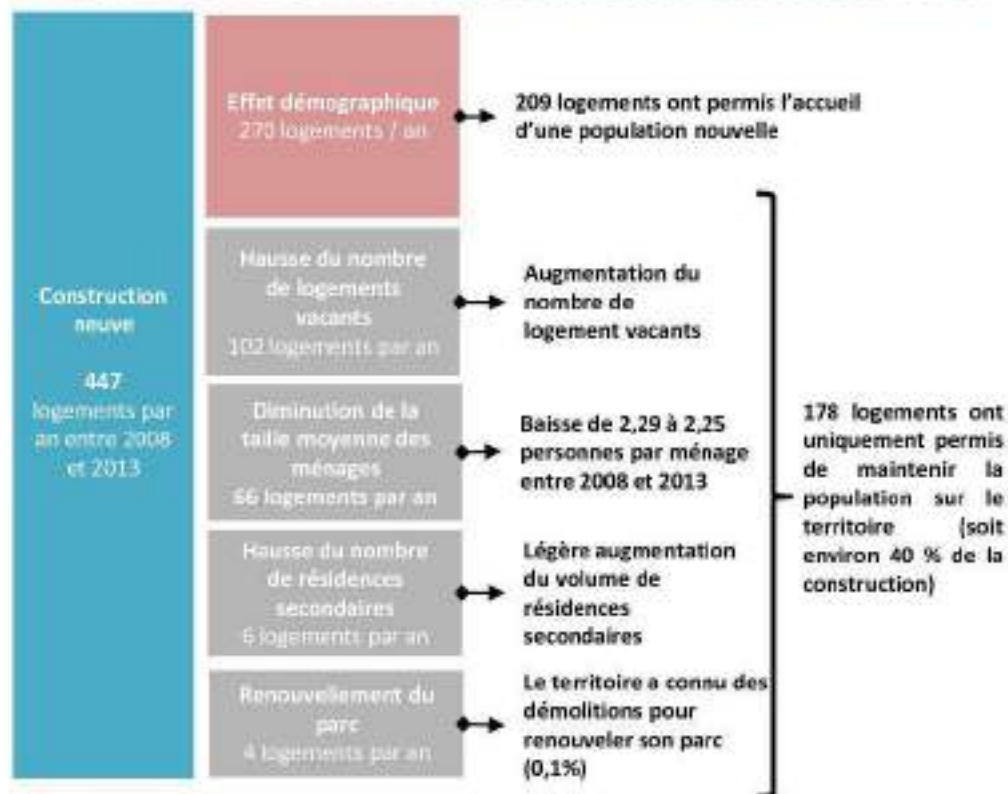 Construction
neuve
447
logements par
an entre 2008
et 2013
Effet démographique
270 logements / an
209 logements ont permis l'accueil
d'une population nouvelle
Hausse du nombre
de logements
vacants
102 logements par an
Augmentation du
nombre de
logement vacants
Diminution de la
taille moyenne des
ménages
66 logements par an
Baisse de 2,29 à 2,25
personnes par ménage
entre 2008 et 2013
Hausse du nombre
de résidences
secondaires
6 logements par an
Légère augmentation
du volume de
résidences
secondaires
Renouvellement du
parc
4 logements par an
Le territoire a connu des
démolitions pour
renouveler son parc
(0,1%)
178 logements ont
uniquement permis
de maintenir la
population sur le
territoire (soit
environ 40 % de la
construction)